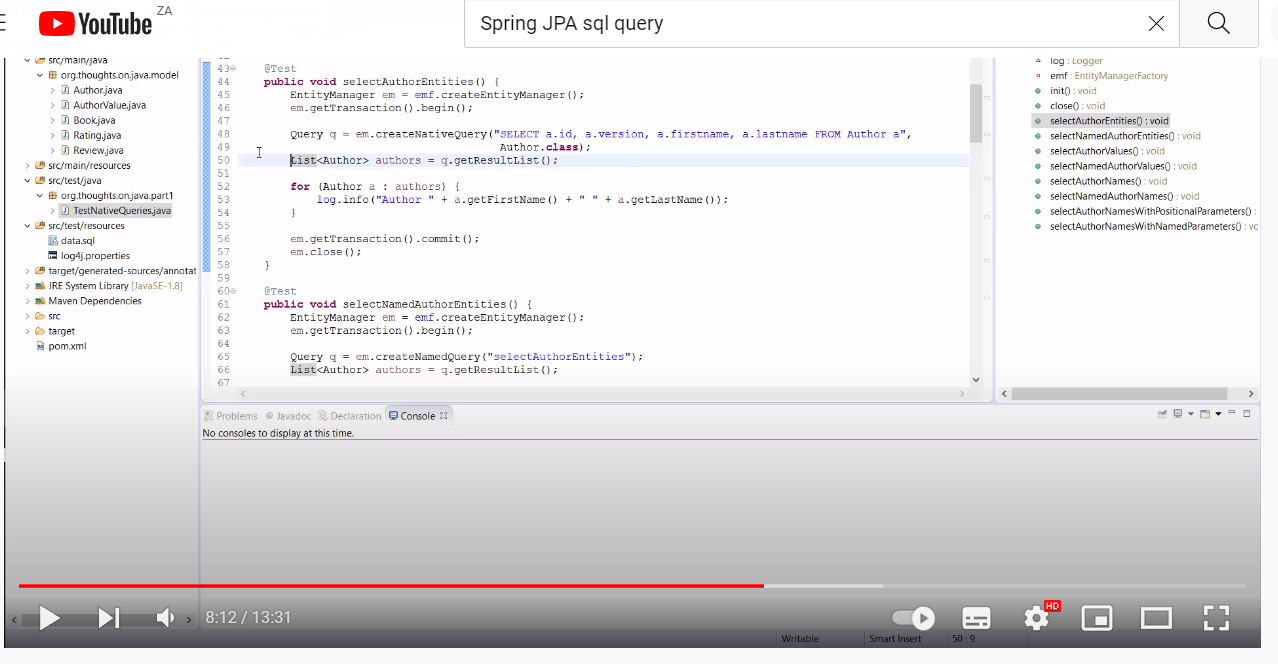 YouTube ZA
Spring JPA sql query
src/main/java
org.thoughts.on.java.model
Author.java
AuthorValue.java
Book.java
Rating.java
Review.java
src/main/resources
src/test/java
org.thoughts.on.java.part1
TestNativeQueries.java
src/test/resources
data.sql
log4j.properties
target/generated-sources/annotat
JRE System Library [JavaSE-1.8]
Maven Dependencies
src
target
pom.xml
43 @Test
44 public void selectAuthorEntities() {
45 EntityManager em = emf.createEntityManager();
46 em.getTransaction().begin();
47
48 Query q = em.createNativeQuery("SELECT a.id, a.version, a.firstname, a.lastname FROM Author a",
49 Author.class);
50 List<Author> authors = q.getResultList();
51
52 for (Author a : authors) {
53 log.info("Author " + a.getFirstName() + " " + a.getLastName());
54 }
55
56 em.getTransaction().commit();
57 em.close();
58 }
59
60 @Test
61 public void selectNamedAuthorEntities() {
62 EntityManager em = emf.createEntityManager();
63 em.getTransaction().begin();
64
65 Query q = em.createNamedQuery("selectAuthorEntities");
66 List<Author> authors = q.getResultList();
67
log : Logger
emf : EntityManagerFactory
init() : void
close() : void
selectAuthorEntities() : void
selectNamedAuthorEntities() : void
selectAuthorValues() : void
selectNamedAuthorValues() : void
selectAuthorNames() : void
selectNamedAuthorNames() : void
selectAuthorNamesWithPositionalParameters() :
selectAuthorNamesWithNamedParameters() : vc
Problems @ Javadoc Declaration Console
No consoles to display at this time.
8:12 / 13:31
HD
Writable Smart Insert 50 : 9